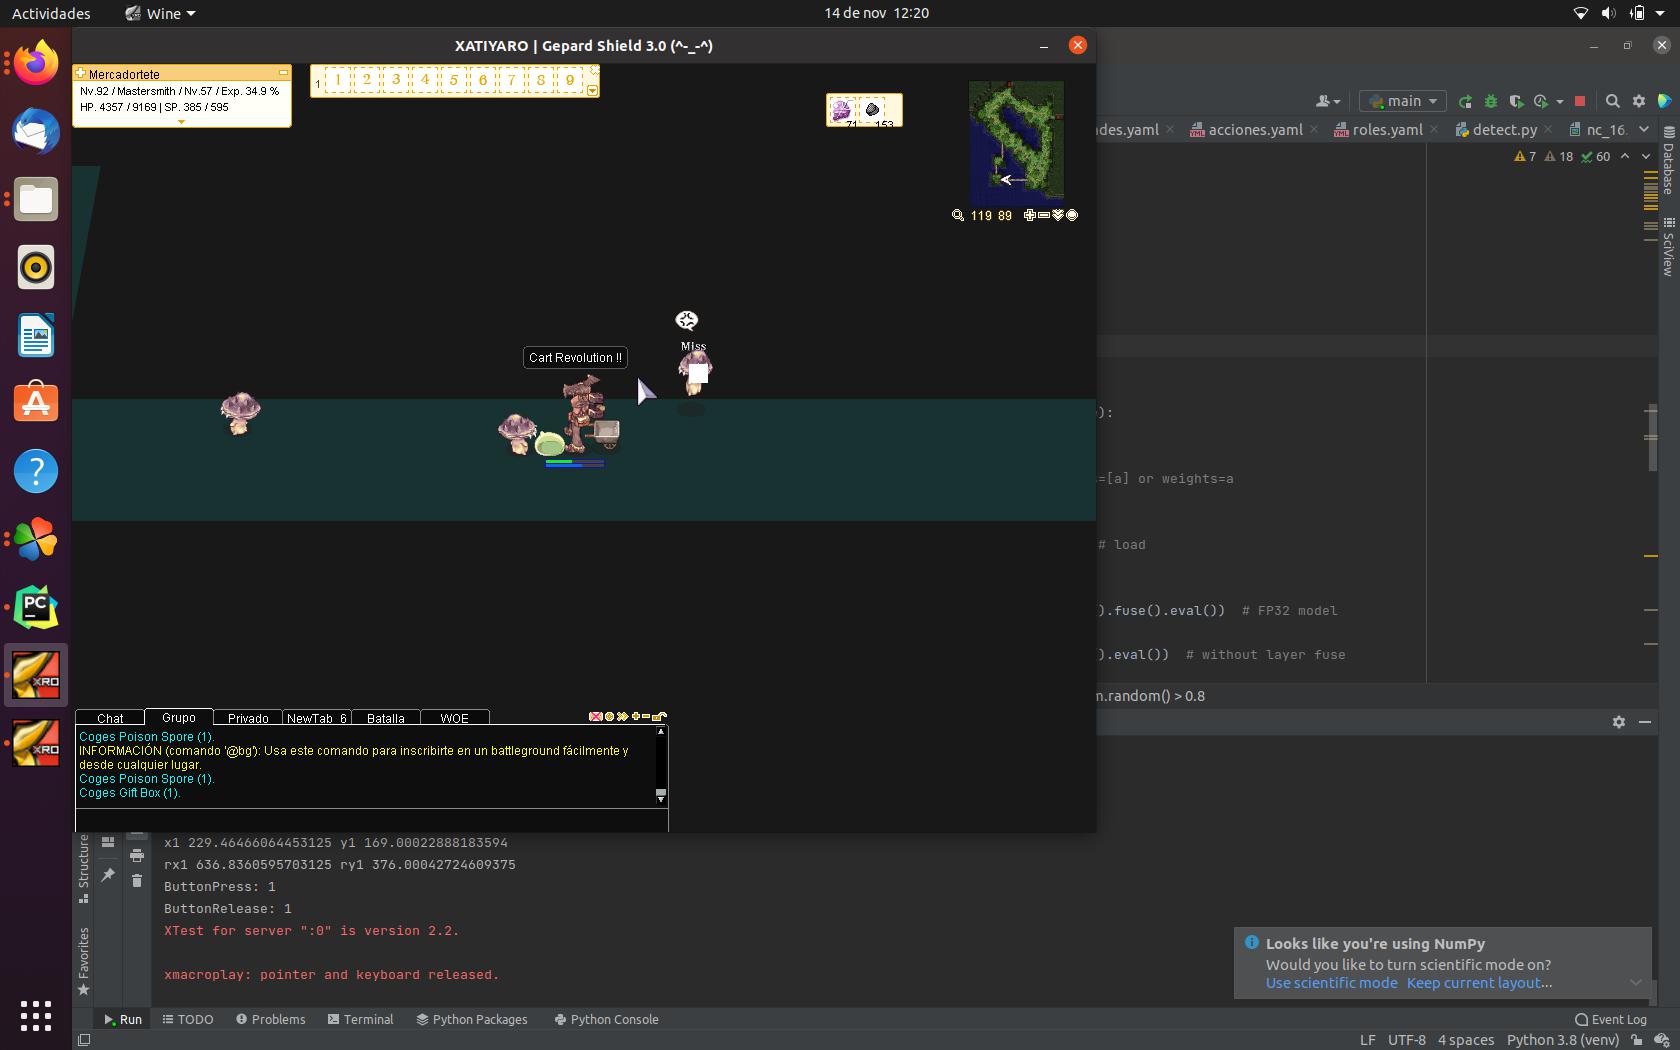 Actividades
Wine
14 de nov 12:20
XATIYARO | Gepard Shield 3.0 (^-_-^)
Mercadortete
Nv.92 / Mastersmith / Nv.57 / Exp. 34.9 %
HP. 4357 / 9169 | SP. 385 / 595
1
1 2 3 4 5 6 7 8 9
71 153
119 89
main
des.yaml
acciones.yaml
roles.yaml
detect.py
nc_16.
7 18 60
Database
SciView
Miss
Cart Revolution !!
):
=[a] or weights=a
# load
).fuse().eval()) # FP32 model
).eval()) # without layer fuse
m.random() > 0.8
Chat Grupo Privado NewTab_6 Batalla WOE
Coges Poison Spore (1).
INFORMACIÓN (comando '@bg'): Usa este comando para inscribirte en un battleground fácilmente y
desde cualquier lugar.
Coges Poison Spore (1).
Coges Gift Box (1).
PC
XRO
XRO
Structure
Favorites
x1 229.46466064453125 y1 169.00022888183594
rx1 636.8360595703125 ry1 376.00042724609375
ButtonPress: 1
ButtonRelease: 1
XTest for server ":0" is version 2.2.
xmacroplay: pointer and keyboard released.
Looks like you're using NumPy
Would you like to turn scientific mode on?
Use scientific mode Keep current layout...
Run TODO Problems Terminal Python Packages Python Console
Event Log
LF UTF-8 4 spaces Python 3.8 (venv)